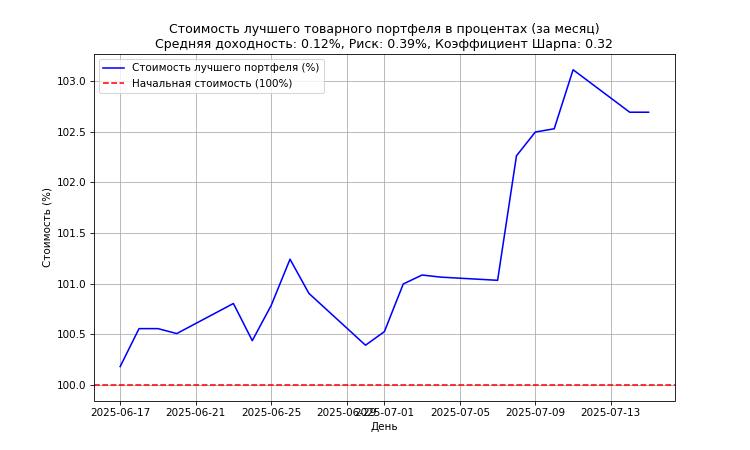 Стоимость лучшего товарного портфеля в процентах (за месяц)
Средняя доходность: 0.12%, Риск: 0.39%, Коэффициент Шарпа: 0.32
Стоимость лучшего портфеля (%)
Начальная стоимость (100%)
Стоимость (%)
103.0
102.5
102.0
101.5
101.0
100.5
100.0
2025-06-17 2025-06-21 2025-06-25 2025-06-29 2025-07-01 2025-07-05 2025-07-09 2025-07-13
День